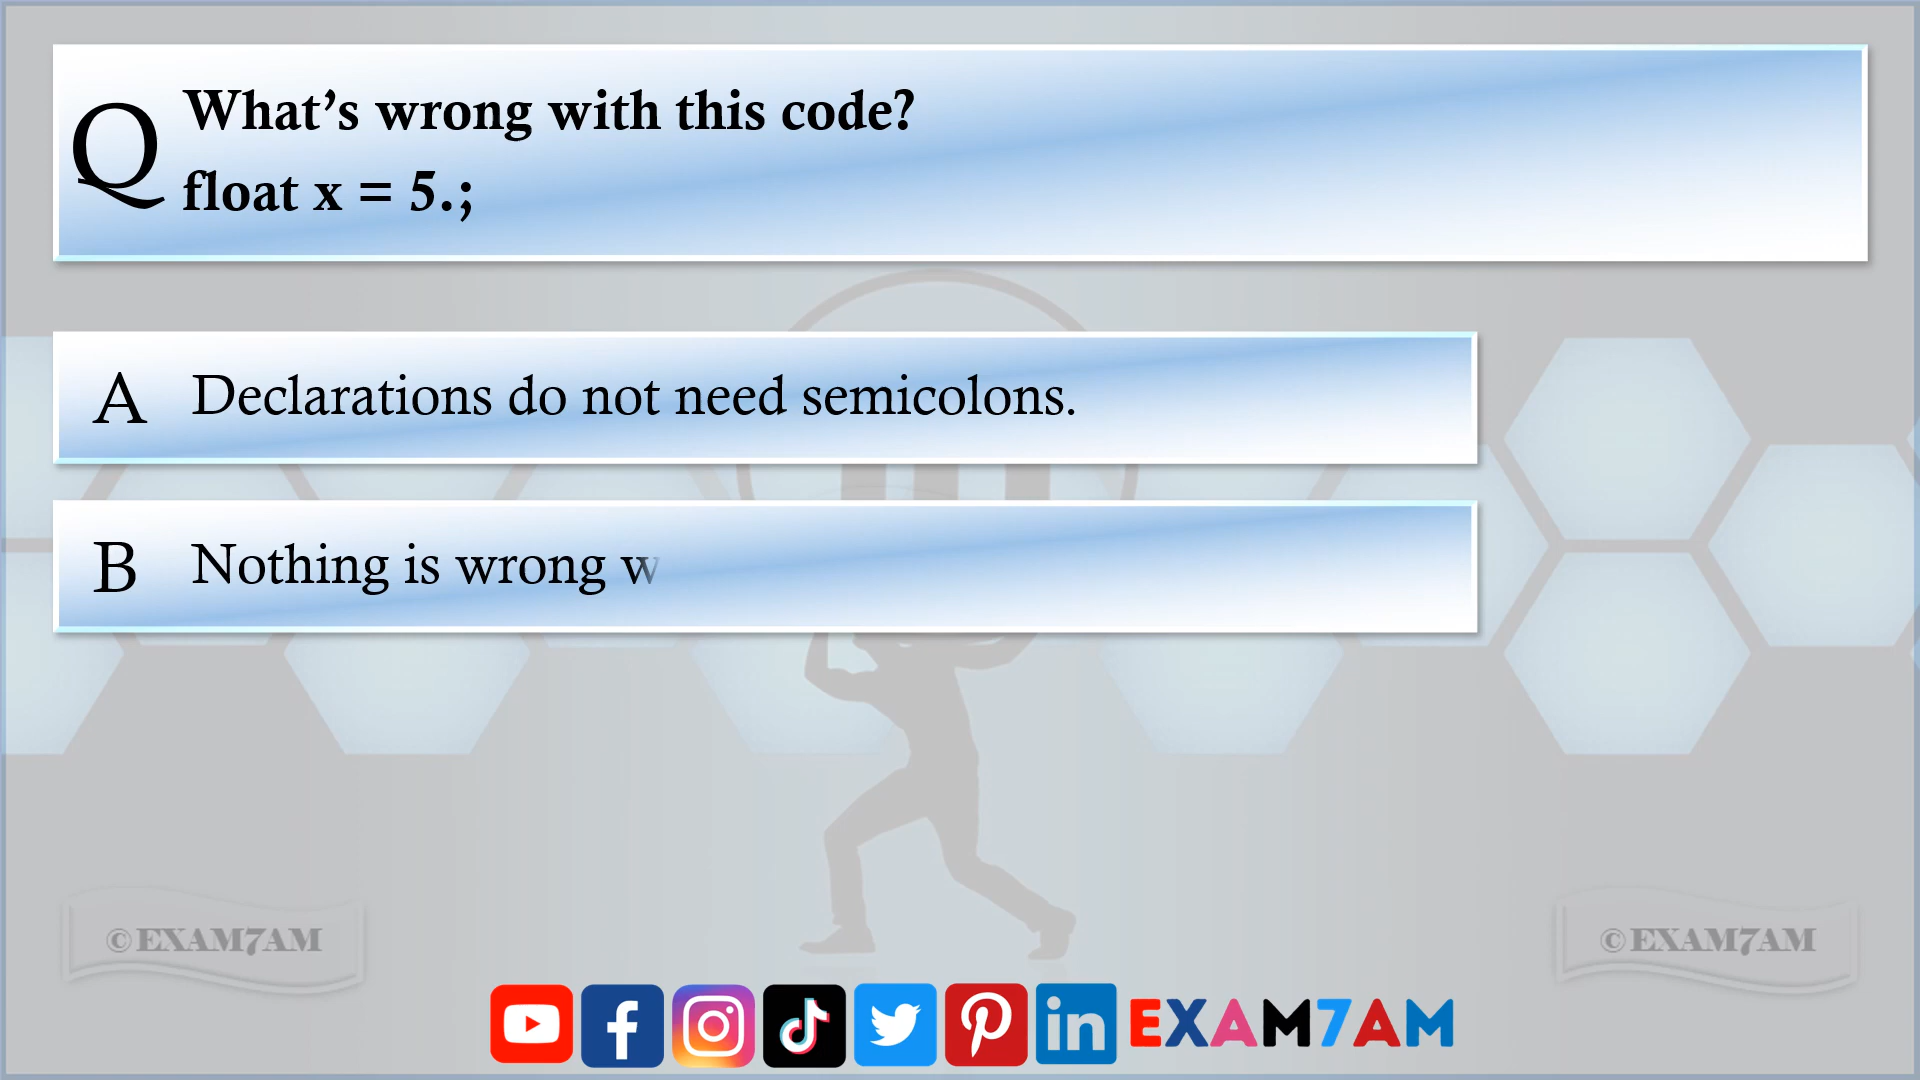 Q
What’s wrong with this code?
float x = 5.;
A Declarations do not need semicolons.
B Nothing is wrong w
© EXAM7AM
© EXAM7AM
EXAM7AM